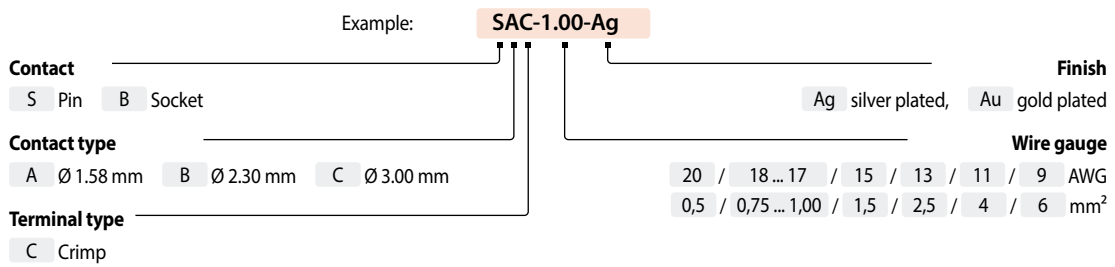 Example: SAC-1.00-Ag
Contact
S Pin B Socket
Contact type
A Ø 1.58 mm B Ø 2.30 mm C Ø 3.00 mm
Terminal type
C Crimp
Finish
Ag silver plated, Au gold plated
Wire gauge
20 / 18 ... 17 / 15 / 13 / 11 / 9 AWG
0,5 / 0,75 ... 1,00 / 1,5 / 2,5 / 4 / 6 mm²